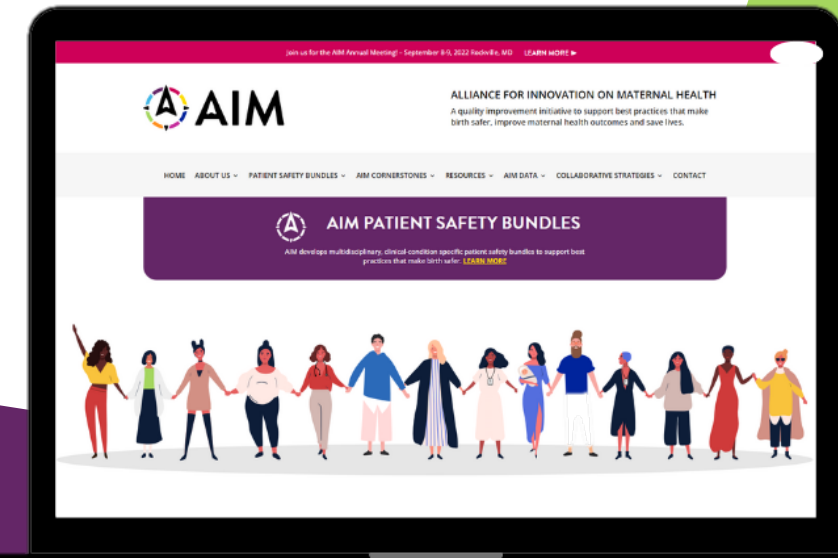 Join us for the AIM Annual Meeting! - September 8-9, 2022 Rockville, MD LEARN MORE
AIM
ALLIANCE FOR INNOVATION ON MATERNAL HEALTH
A quality improvement initiative to support best practices that make
birth safer, improve maternal health outcomes and save lives.
HOME ABOUT US PATIENT SAFETY BUNDLES AIM CORNERSTONES RESOURCES AIM DATA COLLABORATIVE STRATEGIES CONTACT
AIM PATIENT SAFETY BUNDLES
AIM develops multidisciplinary, clinical-condition specific patient safety bundles to support best
practices that make birth safer. LEARN MORE